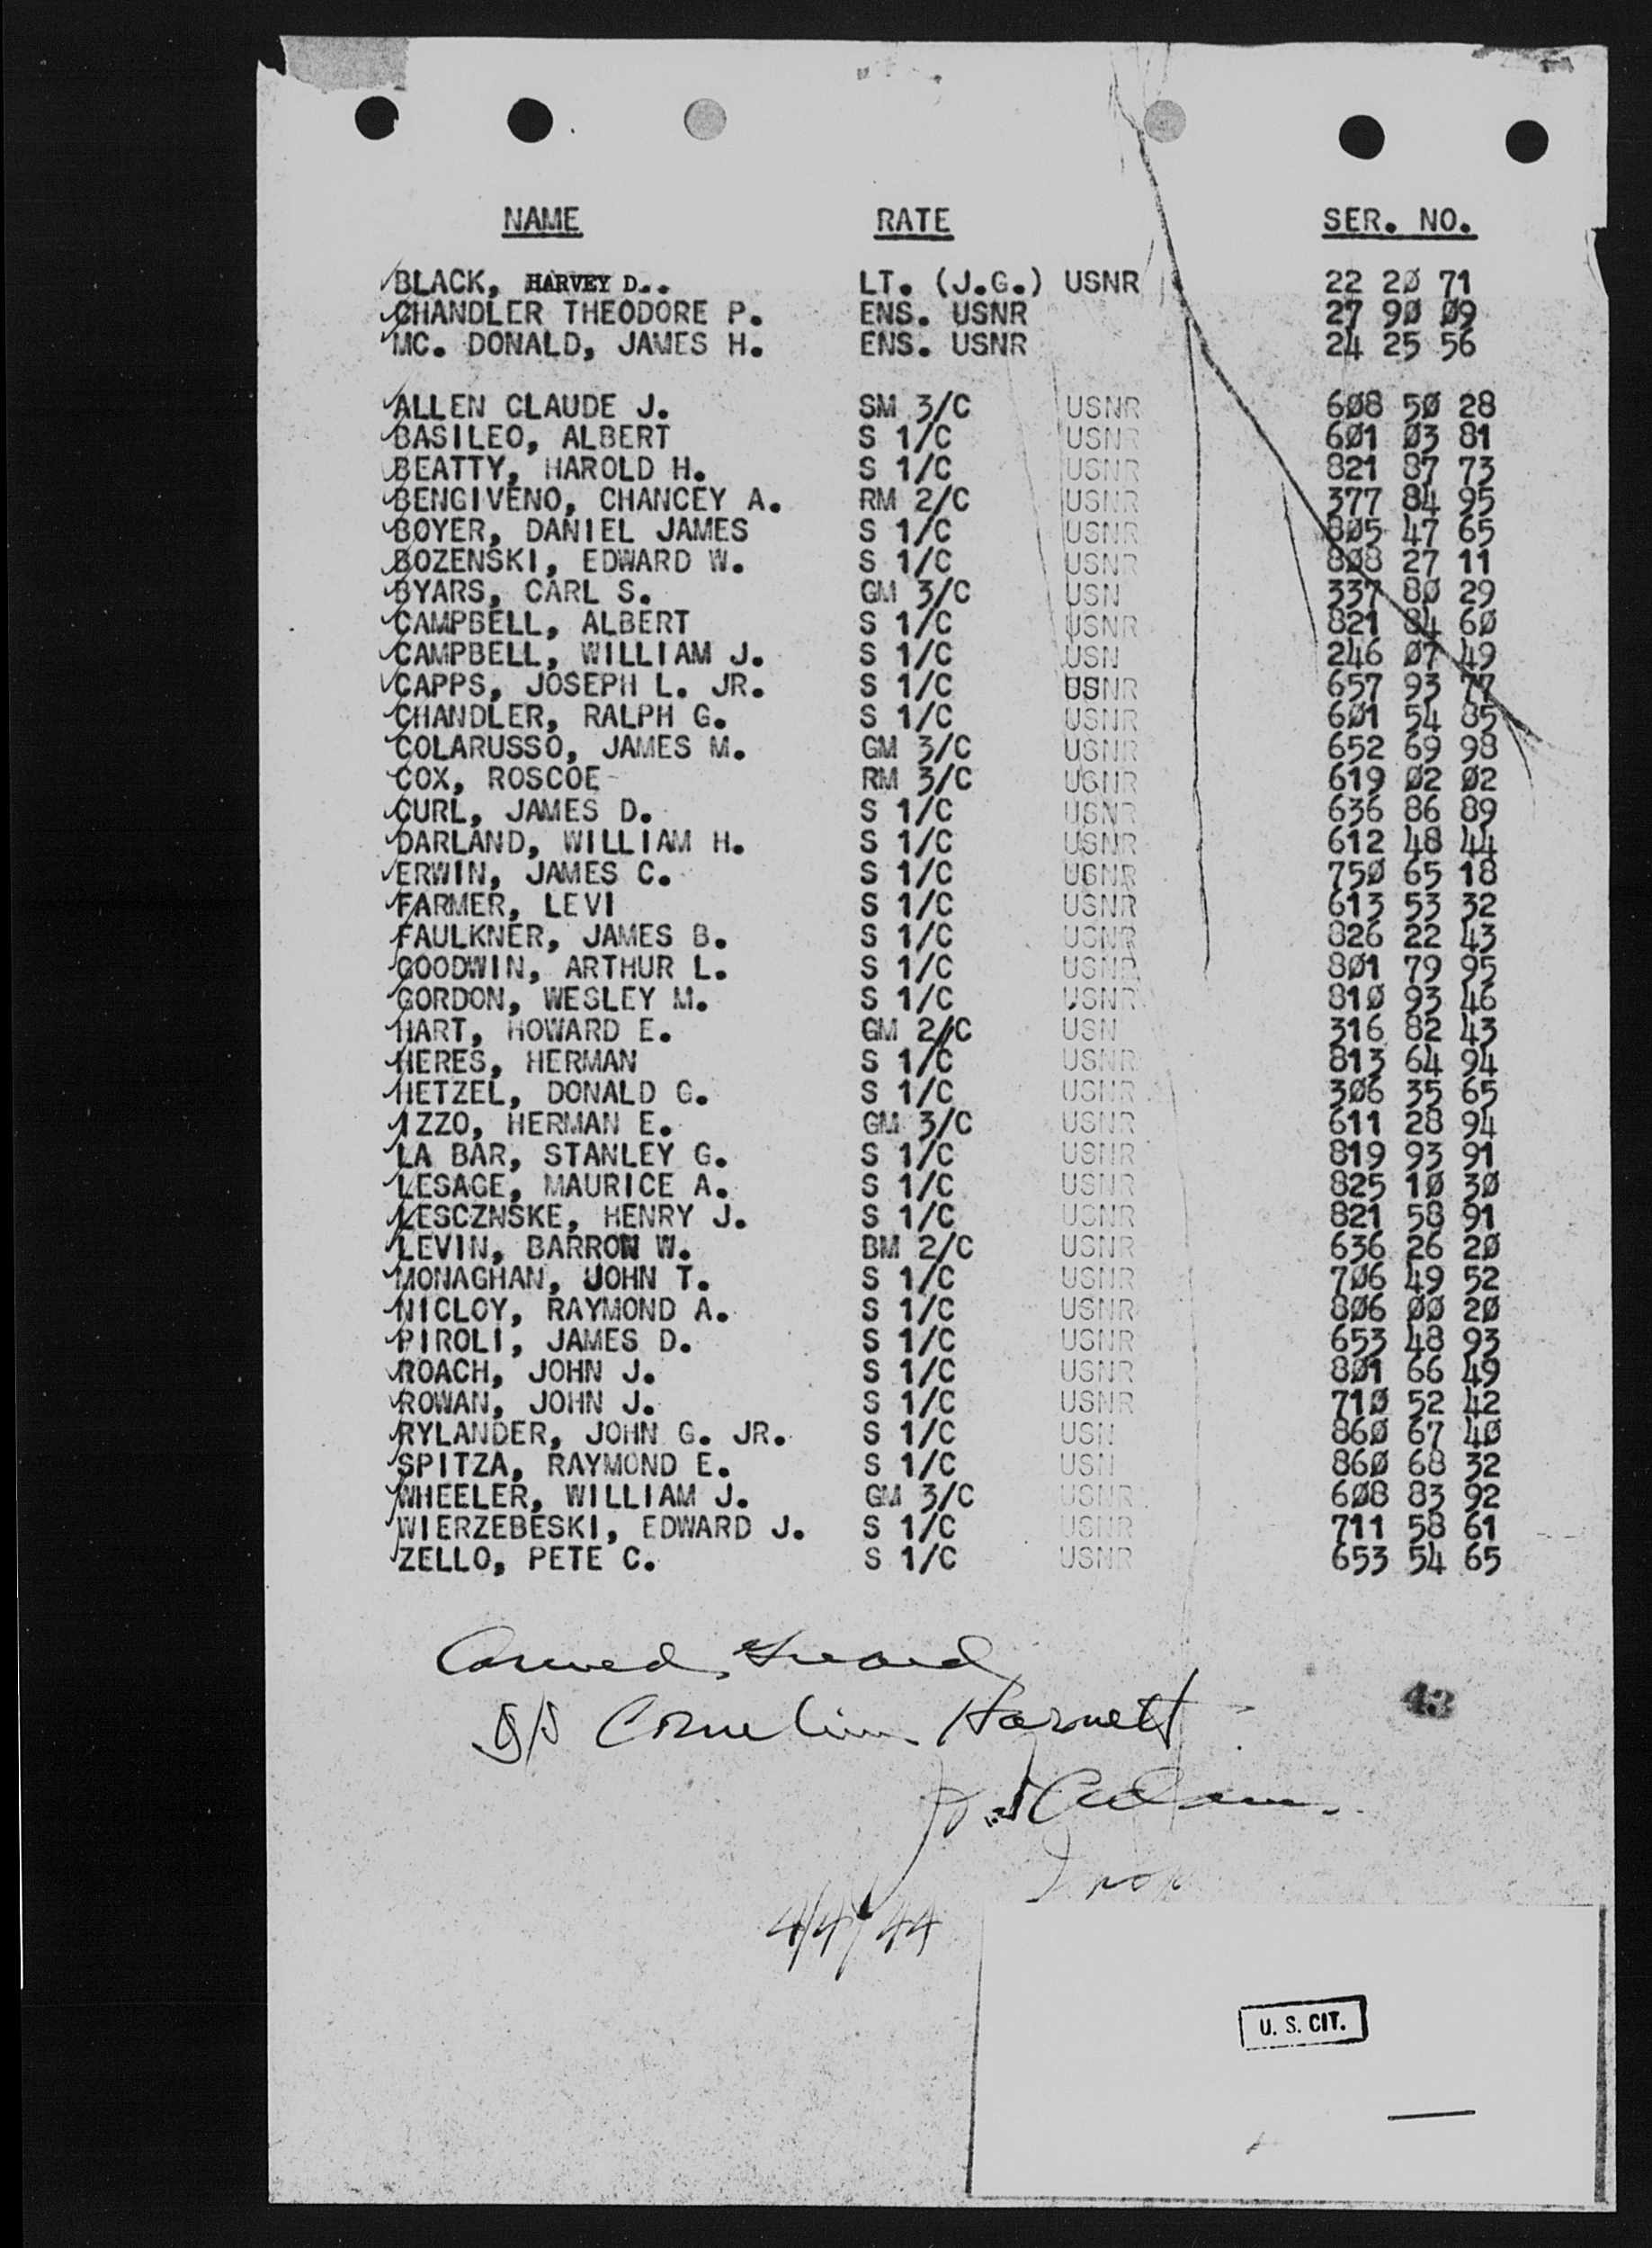 NAME RATE SER. NO.
BLACK, HARVEY D.. LT. (J.G.) USNR 22 20 71
CHANDLER THEODORE P. ENS. USNR 27 90 09
MC. DONALD, JAMES H. ENS. USNR 24 25 56
ALLEN CLAUDE J. SM 3/C USNR 608 50 28
BASILEO, ALBERT S 1/C USNR 601 03 81
BEATTY, HAROLD H. S 1/C USNR 821 87 73
BENGIVENO, CHANCEY A. RM 2/C USNR 377 84 95
BOYER, DANIEL JAMES S 1/C USNR 805 47 65
BOZENSKI, EDWARD W. S 1/C USNR 808 27 11
BYARS, CARL S. GM 3/C USN 337 80 29
CAMPBELL, ALBERT S 1/C USNR 821 84 60
CAMPBELL, WILLIAM J. S 1/C USN 246 07 49
CAPPS, JOSEPH L. JR. S 1/C USNR 657 93 77
CHANDLER, RALPH G. S 1/C USNR 601 54 85
COLARUSSO, JAMES M. GM 3/C USNR 652 69 98
COX, ROSCOE RM 3/C USNR 619 02 02
CURL, JAMES D. S 1/C USNR 636 86 89
DARLAND, WILLIAM H. S 1/C USNR 612 48 44
ERWIN, JAMES C. S 1/C USNR 750 65 18
FARMER, LEVI S 1/C USNR 613 53 32
FAULKNER, JAMES B. S 1/C USNR 826 22 43
GOODWIN, ARTHUR L. S 1/C USNR 801 79 95
GORDON, WESLEY M. S 1/C USNR 810 93 46
HART, HOWARD E. GM 2/C USN 316 82 43
HERES, HERMAN S 1/C USNR 813 64 94
HETZEL, DONALD G. S 1/C USNR 306 35 65
IZZO, HERMAN E. GM 3/C USNR 611 28 94
LA BAR, STANLEY G. S 1/C USNR 819 93 91
LESAGE, MAURICE A. S 1/C USNR 825 10 30
LESCZNSKE, HENRY J. S 1/C USNR 821 58 91
LEVIN, BARRON W. BM 2/C USNR 636 26 20
MONAGHAN, JOHN T. S 1/C USNR 706 49 52
NICLOY, RAYMOND A. S 1/C USNR 806 00 20
PIROLI, JAMES D. S 1/C USNR 653 48 93
ROACH, JOHN J. S 1/C USNR 801 66 49
ROWAN, JOHN J. S 1/C USNR 710 52 42
RYLANDER, JOHN G. JR. S 1/C USN 860 67 40
SPITZA, RAYMOND E. S 1/C USN 860 68 32
WHEELER, WILLIAM J. GM 3/C USNR 608 83 92
WIERZEBESKI, EDWARD J. S 1/C USNR 711 58 61
ZELLO, PETE C. S 1/C USNR 653 54 65
Armed Guard
S/S Cornelius Harnett
43
4/4/44
U. S. CIT.